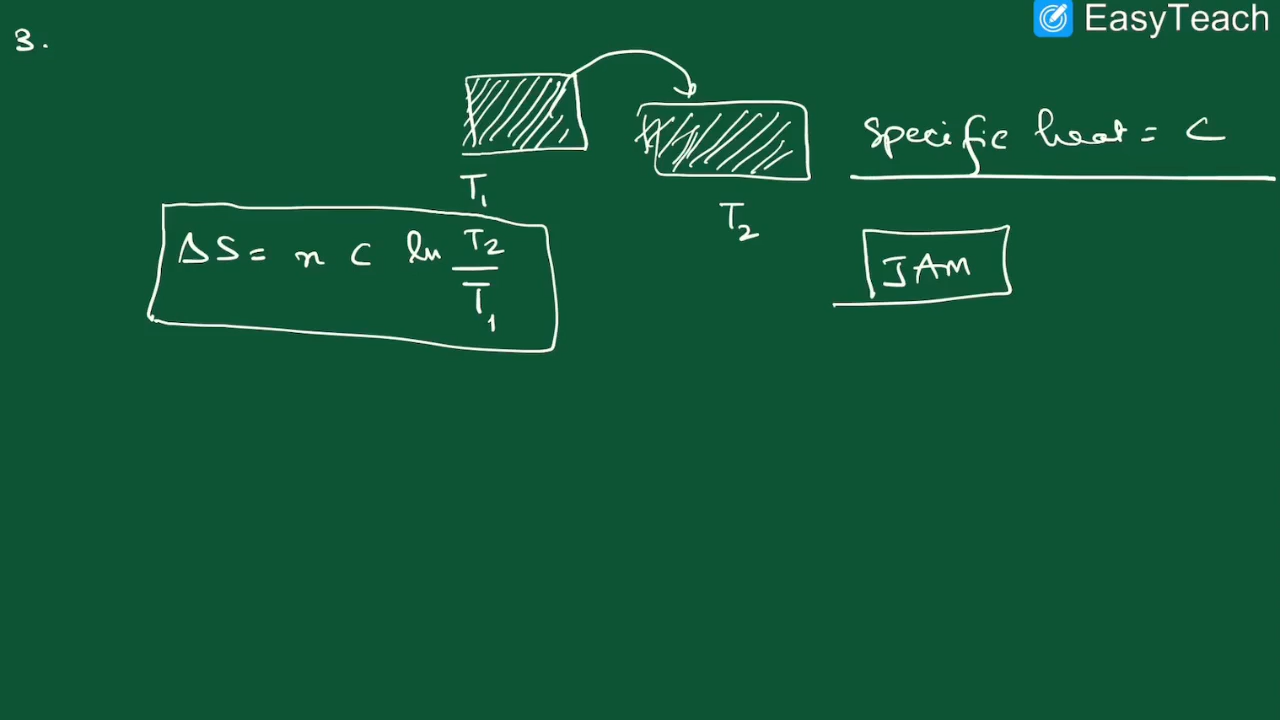 EasyTeach
3.
Specific heat = C
T1
T2
ΔS = n C ln T2/T1
JAM